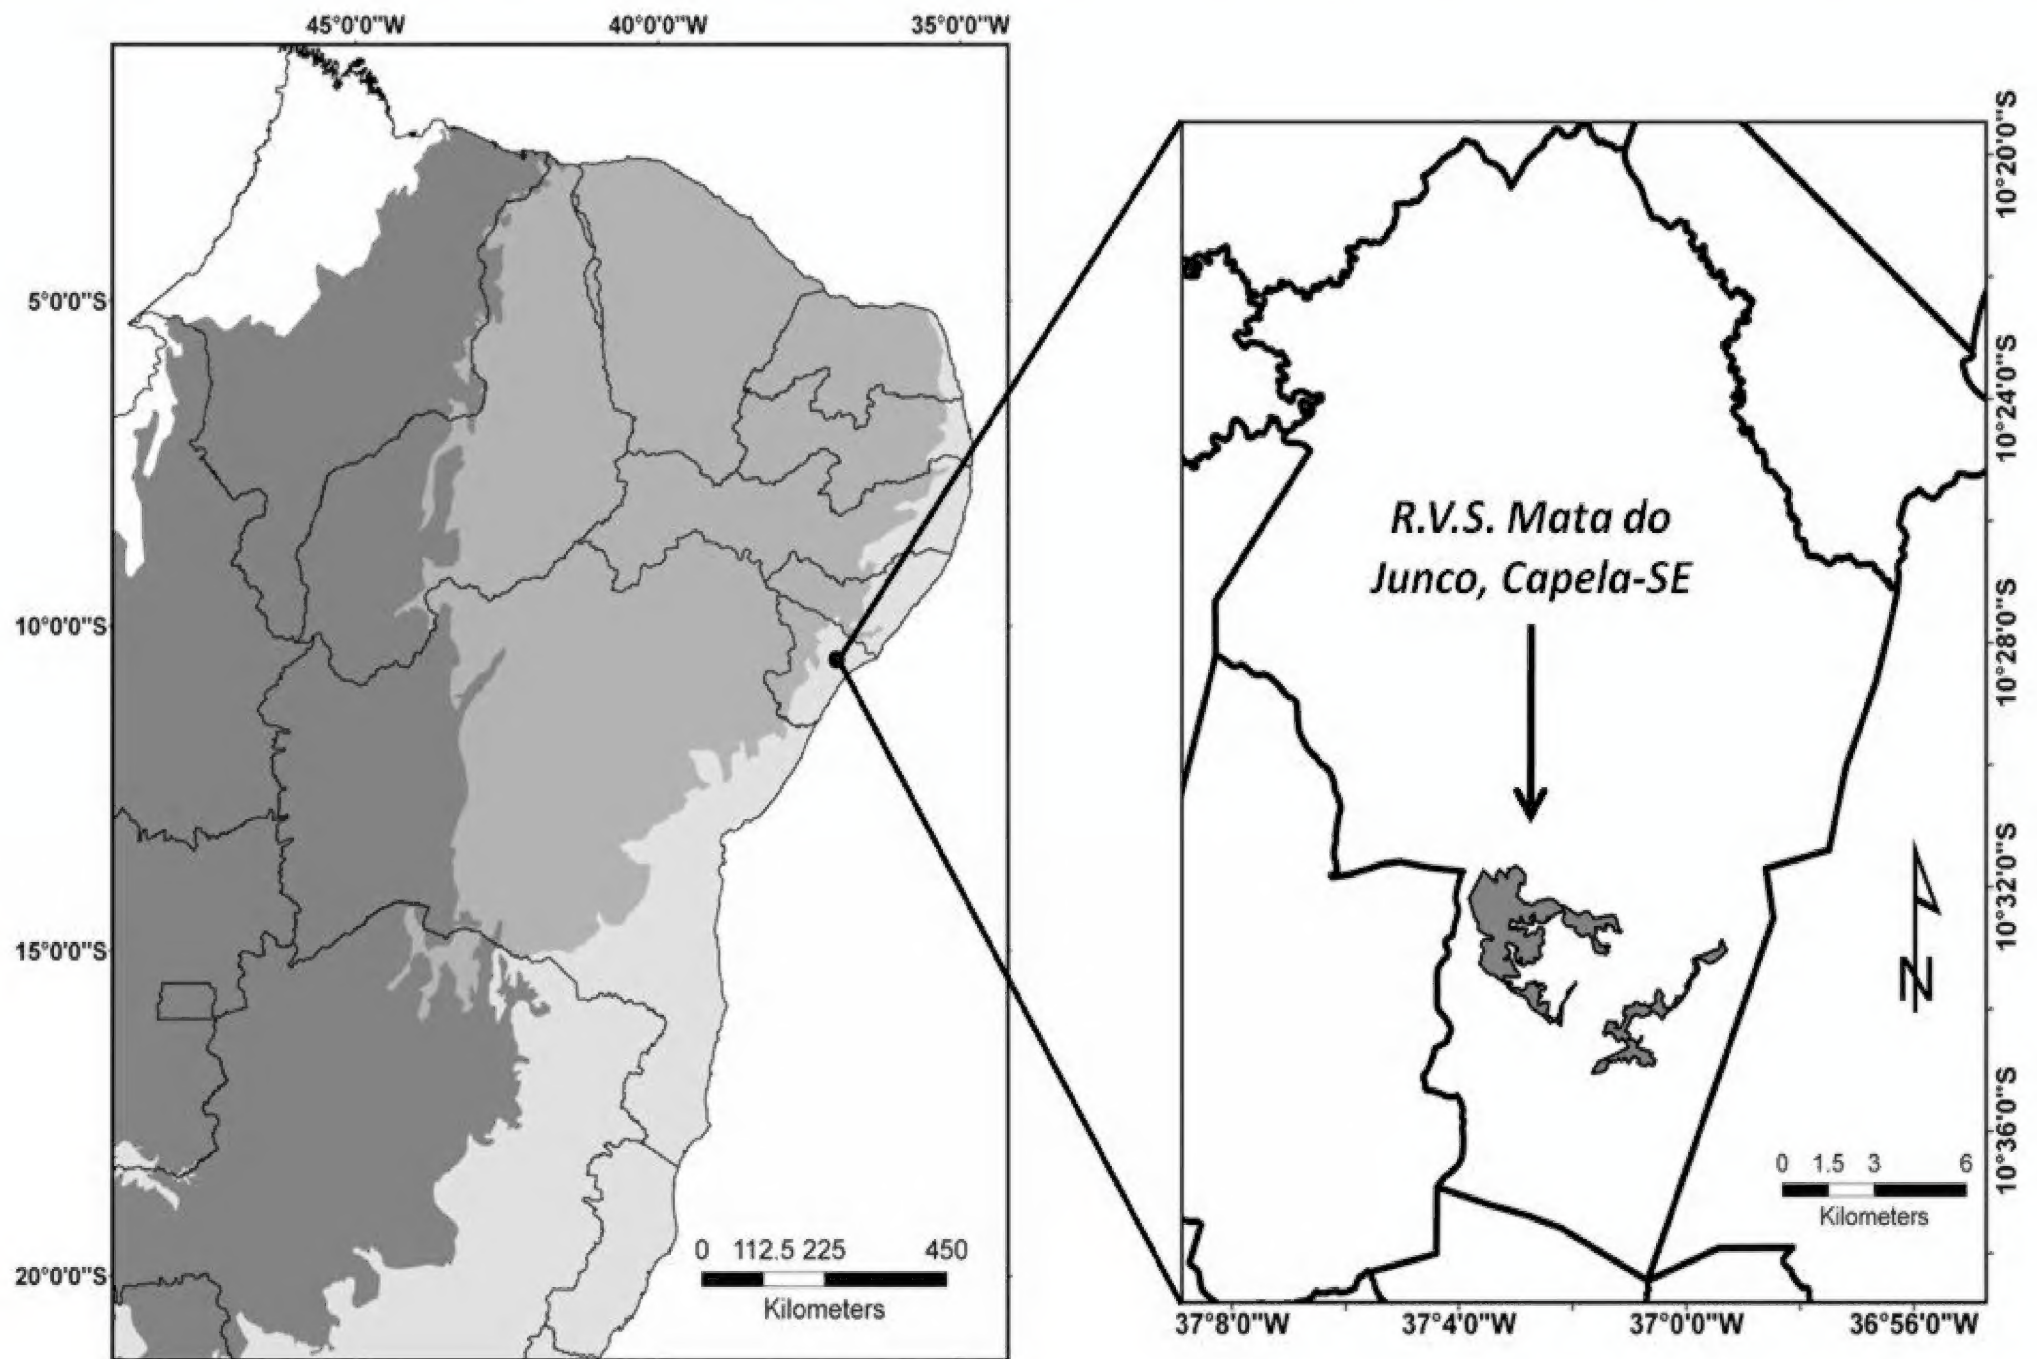 45°0'0"W 40°0'0"W 35°0'0"W
5°0'0"S
10°0'0"S
15°0'0"S
20°0'0"S
0 112.5 225 450
Kilometers
R.V.S. Mata do
Junco, Capela-SE
10°20'0"S
10°24'0"S
10°28'0"S
10°32'0"S
10°36'0"S
N
0 1.5 3 6
Kilometers
37°8'0"W 37°4'0"W 37°0'0"W 36°56'0"W